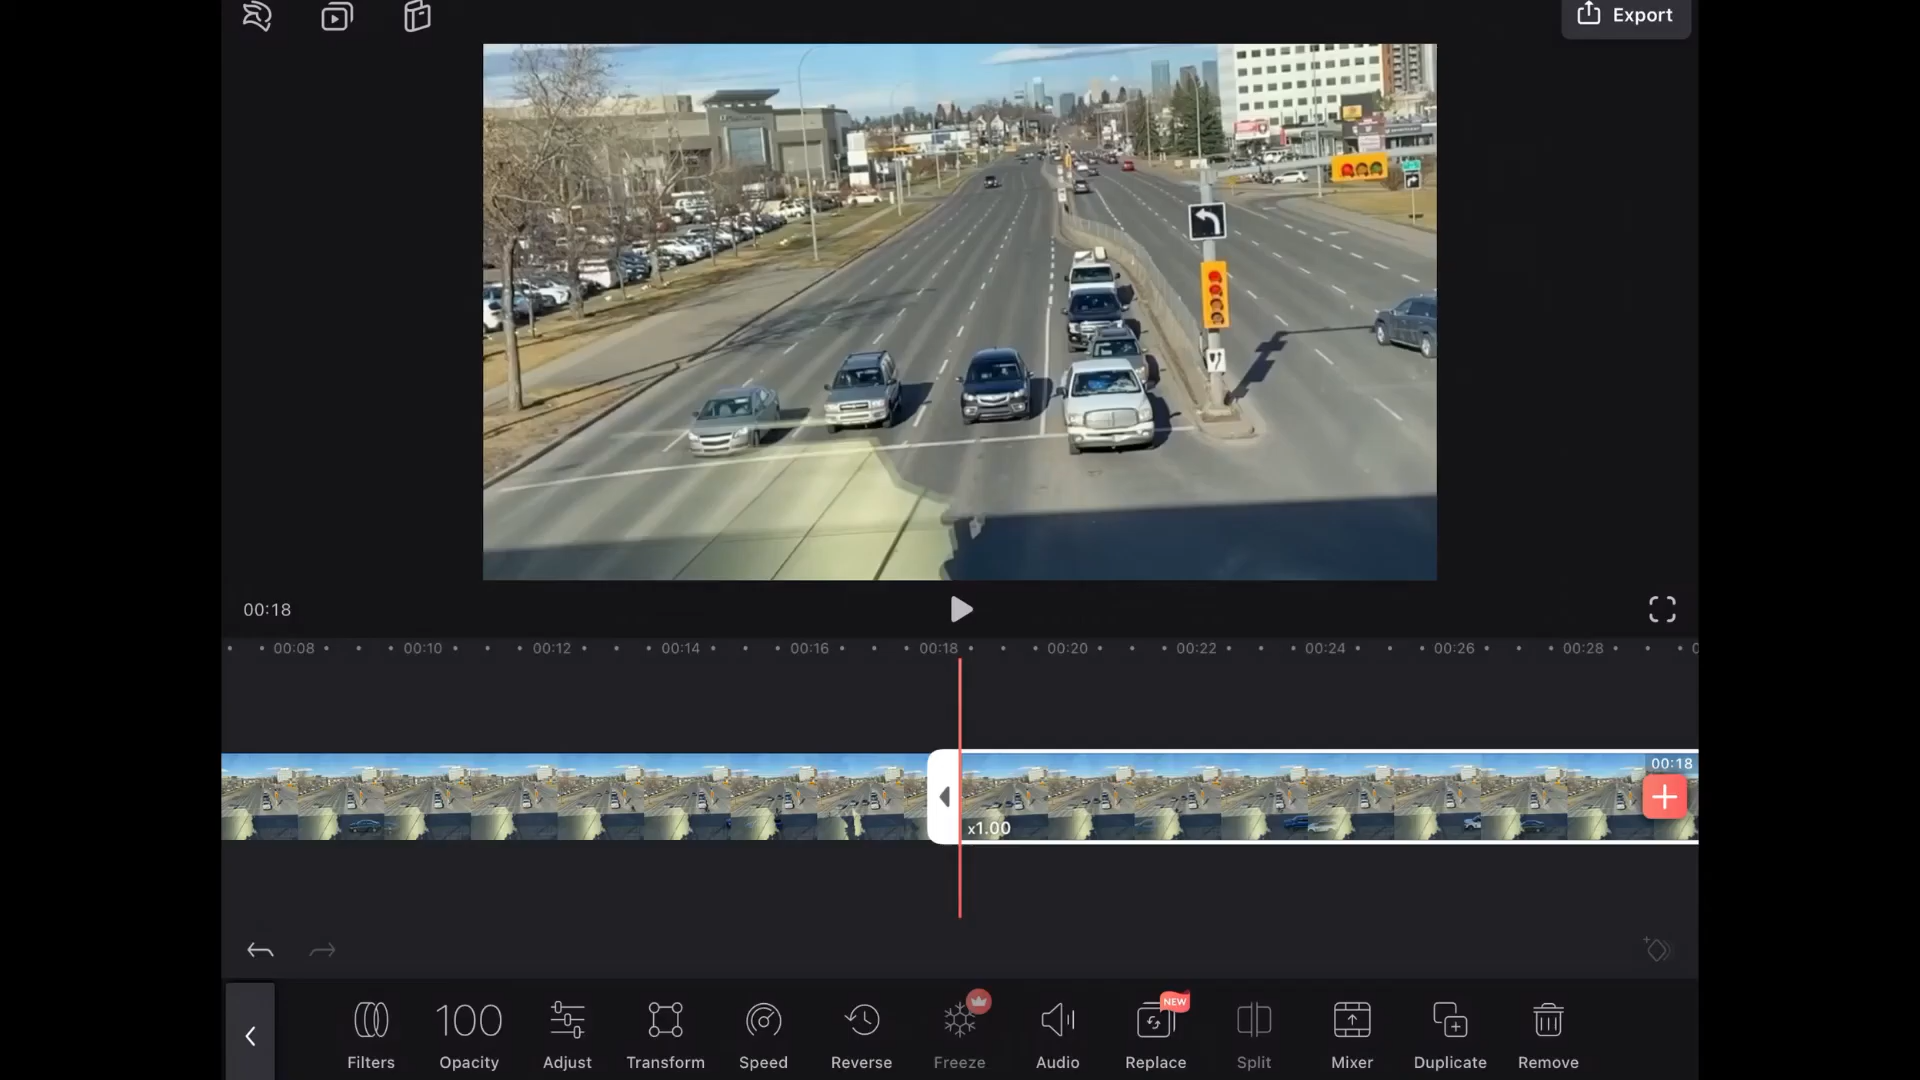 Export
00:18
00:08 00:10 00:12 00:14 00:16 00:18 00:20 00:22 00:24 00:26 00:28
00:18
x1.00
100
NEW
Filters Opacity Adjust Transform Speed Reverse Freeze Audio Replace Split Mixer Duplicate Remove